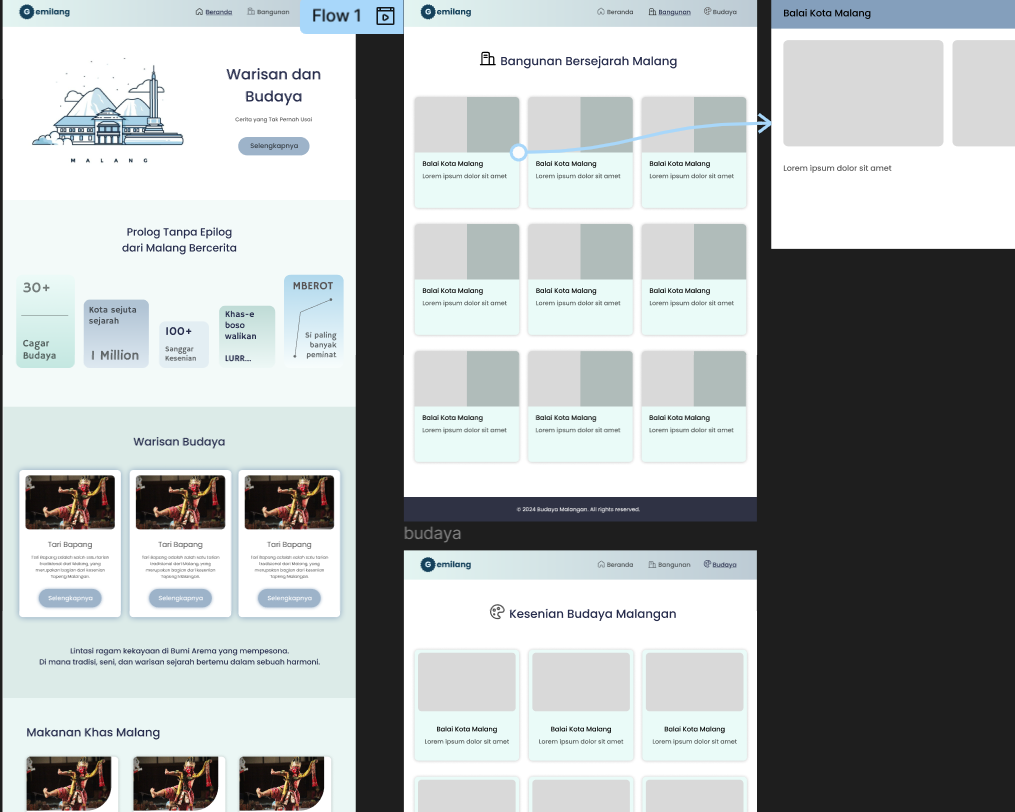 Gemilang
Beranda
Bangunan
Flow 1
Warisan dan
Budaya
Cerita yang Tak Pernah Usai
Selengkapnya
M A L A N G
Prolog Tanpa Epilog
dari Malang Bercerita
30+
Cagar
Budaya
Kota sejuta
sejarah
1 Million
100+
Sanggar
Kesenian
Khas-e
boso
walikan
LURR...
MBEROT
Si paling
banyak
peminat
Warisan Budaya
Tari Bapang
Tari Bapang adalah salah satu tarian
tradisional dari Malang, yang
merupakan bagian dari kesenian
Topeng Malangan.
Selengkapnya
Tari Bapang
Tari Bapang adalah salah satu tarian
tradisional dari Malang, yang
merupakan bagian dari kesenian
Topeng Malangan.
Selengkapnya
Tari Bapang
Tari Bapang adalah salah satu tarian
tradisional dari Malang, yang
merupakan bagian dari kesenian
Topeng Malangan.
Selengkapnya
Lintasi ragam kekayaan di Bumi Arema yang mempesona.
Di mana tradisi, seni, dan warisan sejarah bertemu dalam sebuah harmoni.
Makanan Khas Malang
Gemilang
Beranda
Bangunan
Budaya
Bangunan Bersejarah Malang
Balai Kota Malang
Lorem ipsum dolor sit amet
Balai Kota Malang
Lorem ipsum dolor sit amet
Balai Kota Malang
Lorem ipsum dolor sit amet
Balai Kota Malang
Lorem ipsum dolor sit amet
Balai Kota Malang
Lorem ipsum dolor sit amet
Balai Kota Malang
Lorem ipsum dolor sit amet
Balai Kota Malang
Lorem ipsum dolor sit amet
Balai Kota Malang
Lorem ipsum dolor sit amet
Balai Kota Malang
Lorem ipsum dolor sit amet
© 2024 Budaya Malangan. All rights reserved.
budaya
Gemilang
Beranda
Bangunan
Budaya
Kesenian Budaya Malangan
Balai Kota Malang
Lorem ipsum dolor sit amet
Balai Kota Malang
Lorem ipsum dolor sit amet
Balai Kota Malang
Lorem ipsum dolor sit amet
Balai Kota Malang
Lorem ipsum dolor sit amet